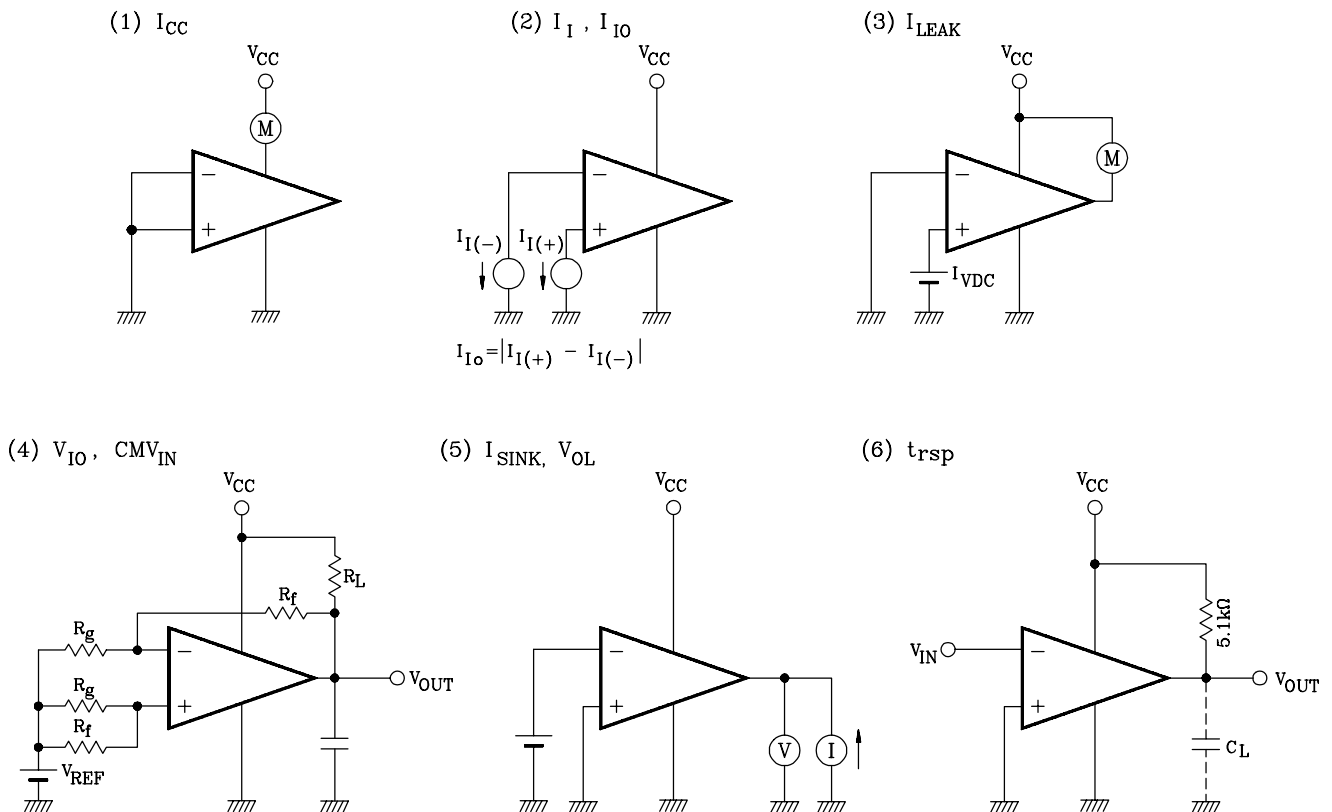 (1) I_CC
V_CC
M
−
+
(2) I_I , I_IO
V_CC
−
+
I_I(−) I_I(+)
I_Io=|I_I(+) − I_I(−)|
(3) I_LEAK
V_CC
M
−
+
I_VDC
(4) V_IO, CMV_IN
V_CC
R_L
R_f
R_g
−
R_g
+
R_f
V_OUT
V_REF
(5) I_SINK, V_OL
V_CC
−
+
V I
(6) t_rsp
V_CC
5.1kΩ
V_IN
−
+
V_OUT
C_L